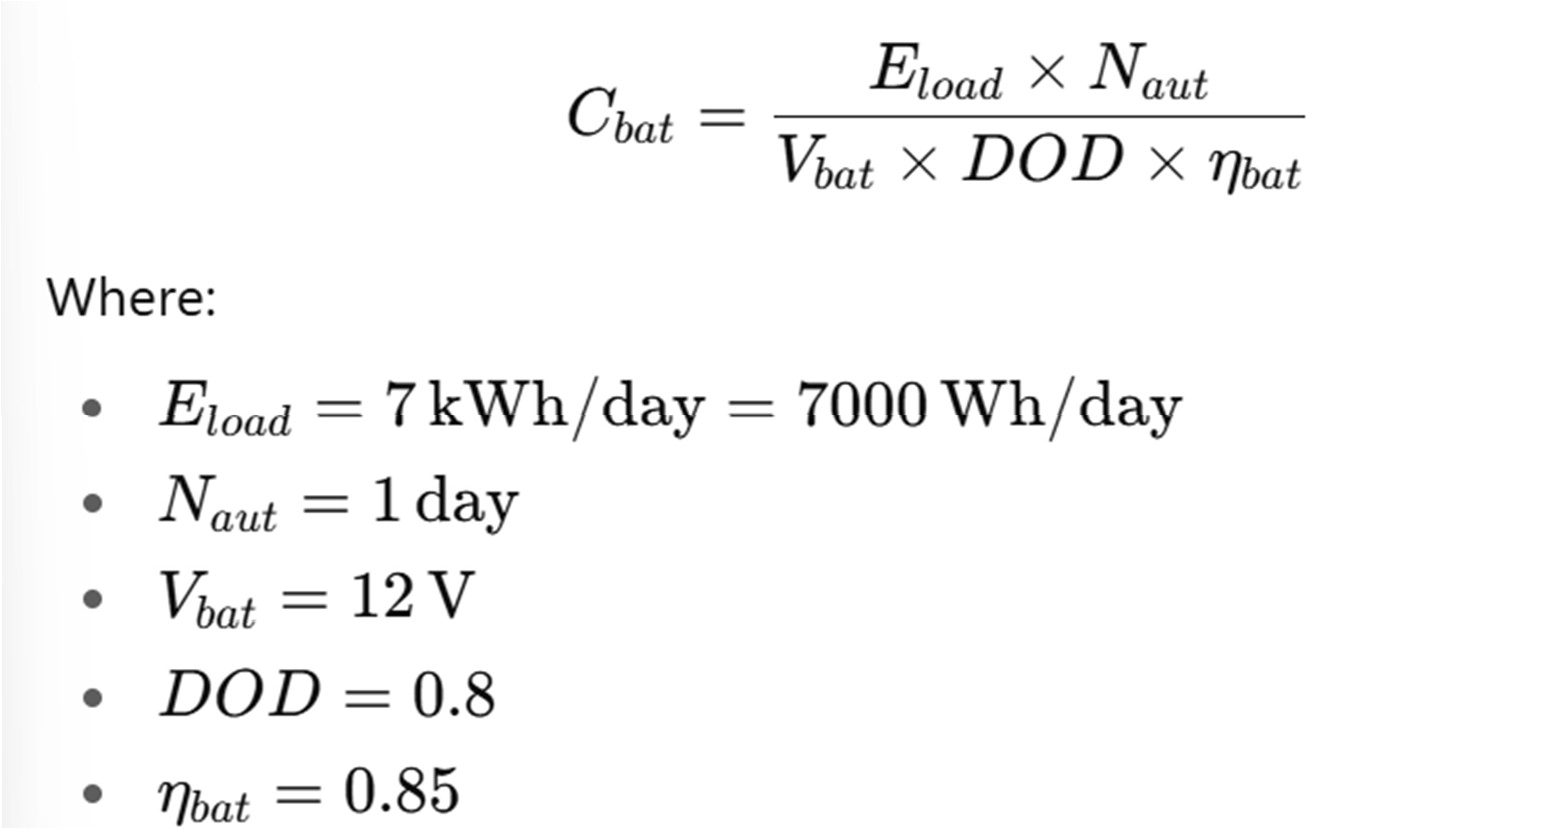 C_bat = (E_load × N_aut) / (V_bat × DOD × η_bat)
Where:
• E_load = 7 kWh/day = 7000 Wh/day
• N_aut = 1 day
• V_bat = 12 V
• DOD = 0.8
• η_bat = 0.85